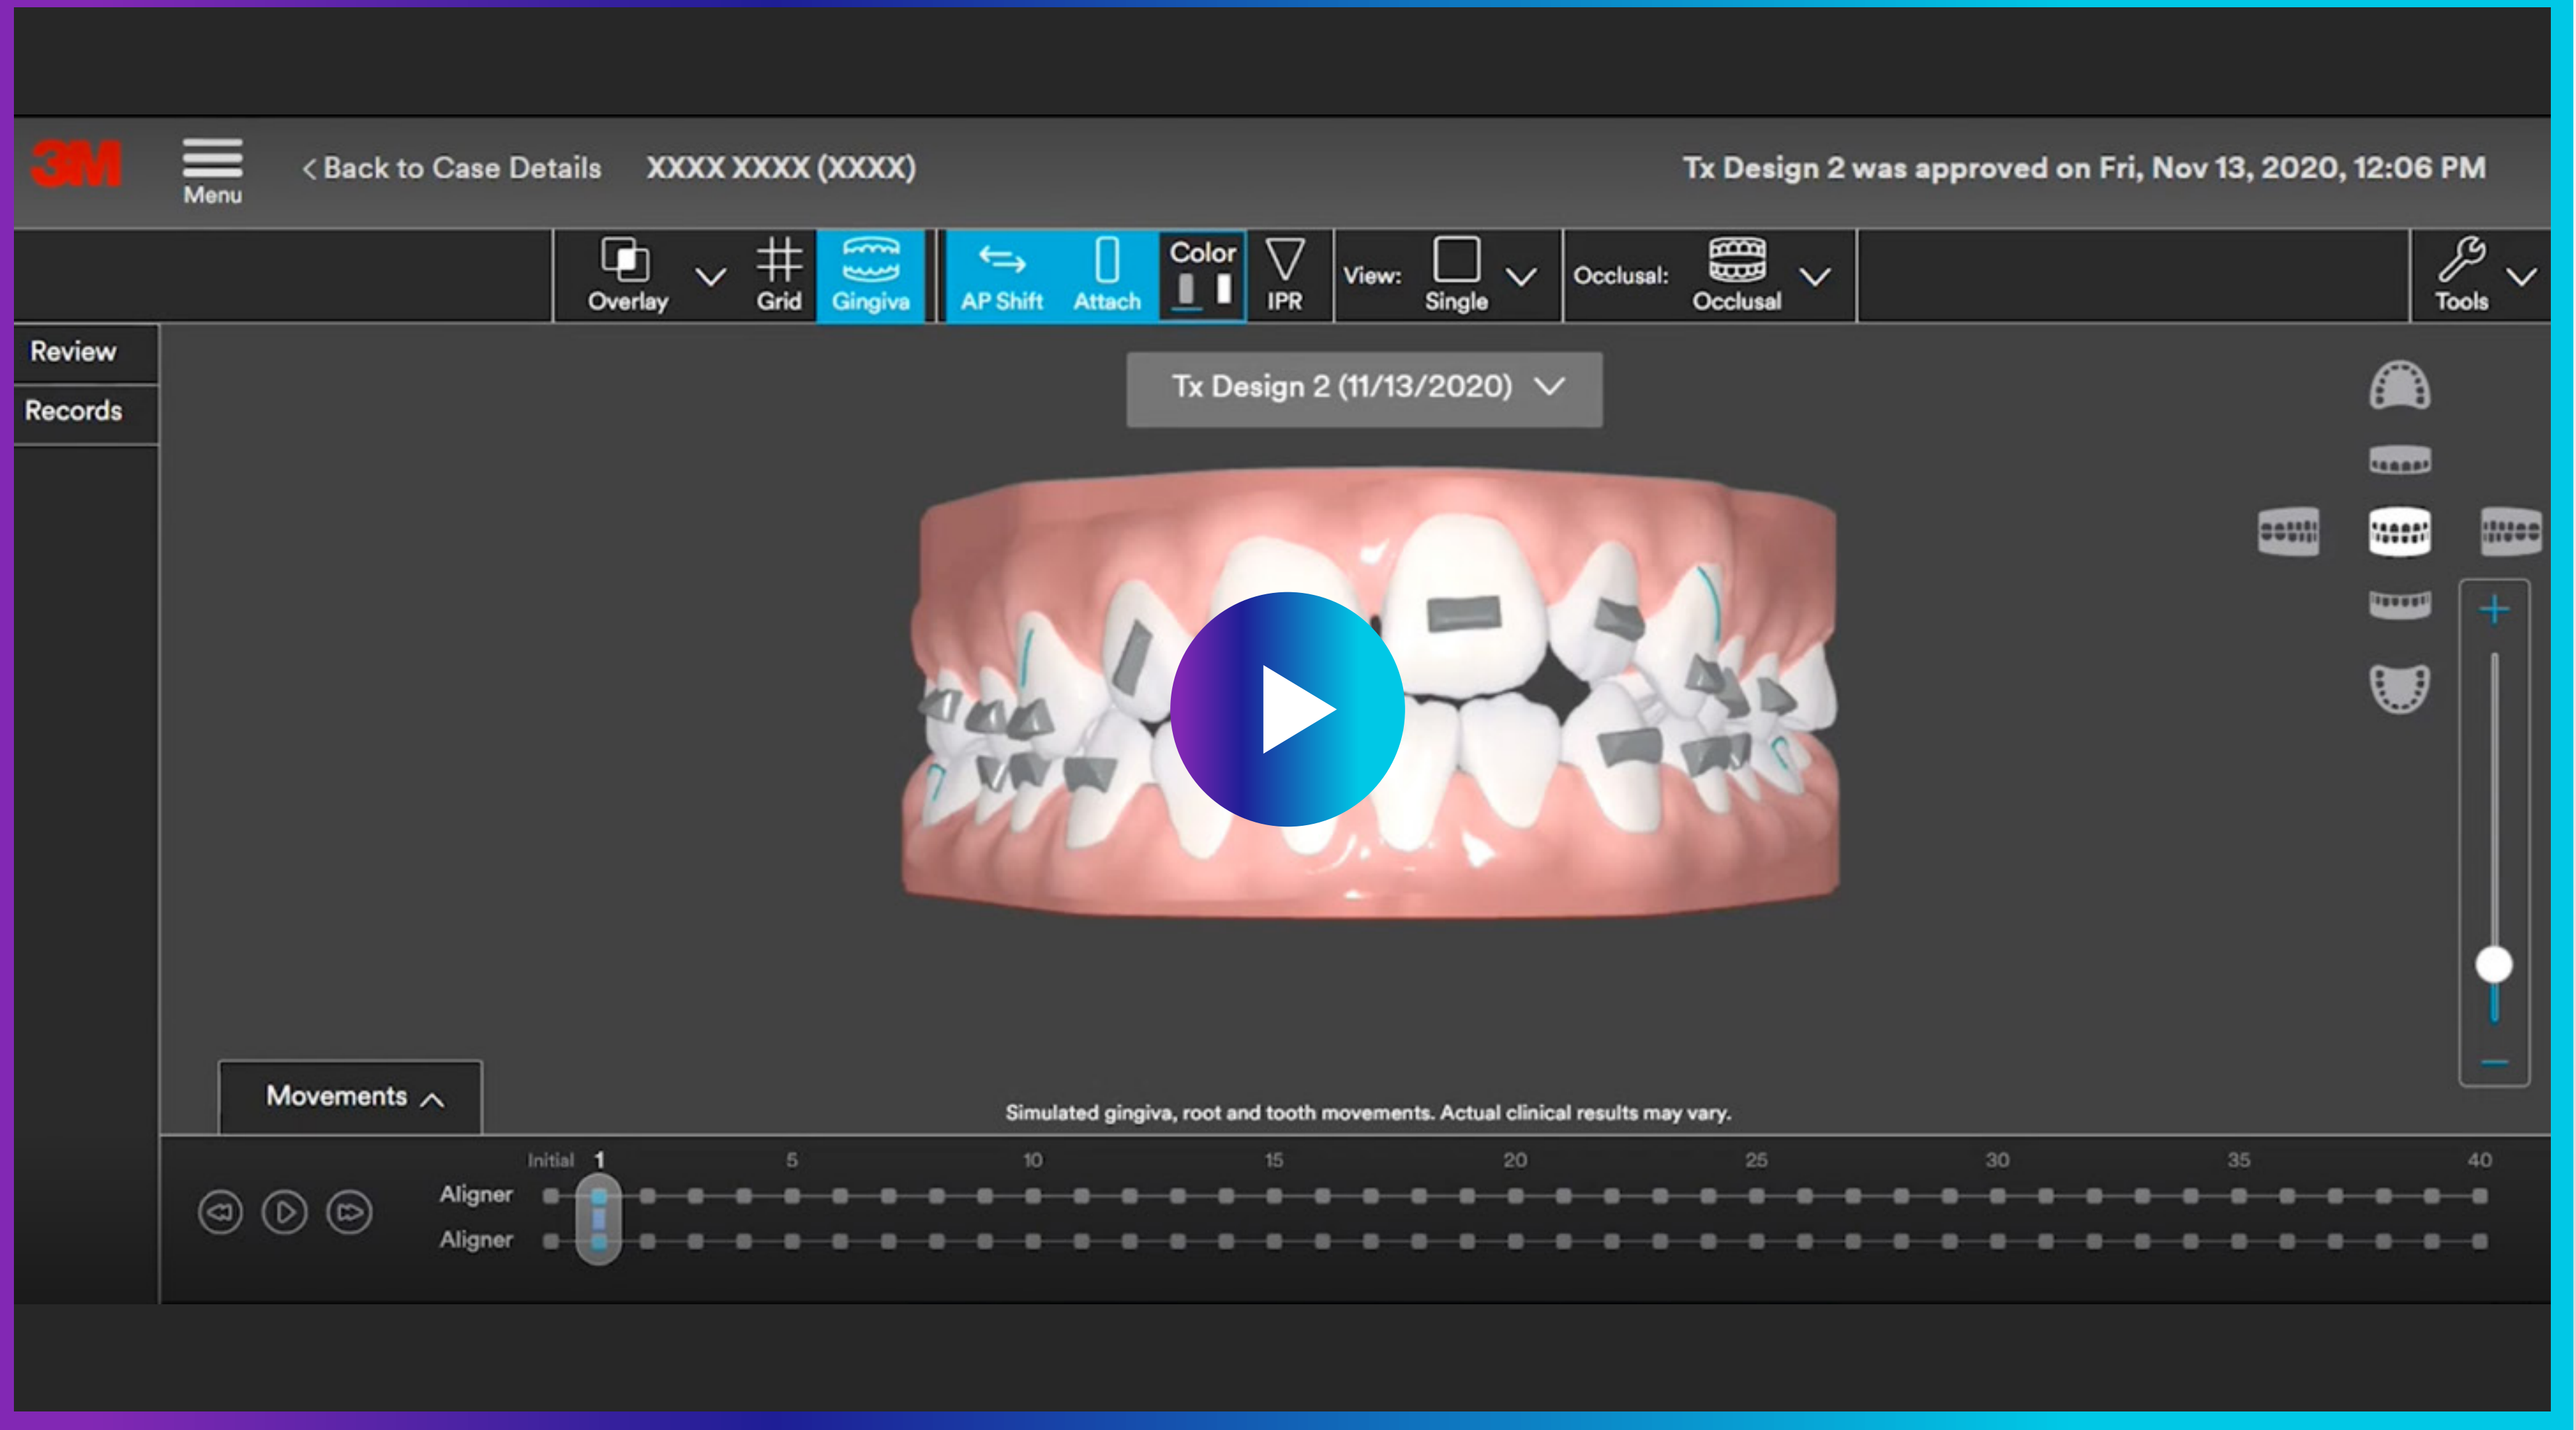 3M
Menu
< Back to Case Details
XXXX XXXX (XXXX)
Tx Design 2 was approved on Fri, Nov 13, 2020, 12:06 PM
Overlay
Grid
Gingiva
AP Shift
Attach
Color
IPR
View:
Single
Occlusal:
Occlusal
Tools
Review
Records
Tx Design 2 (11/13/2020)
Movements
Simulated gingiva, root and tooth movements. Actual clinical results may vary.
Initial 1 5 10 15 20 25 30 35 40
Aligner
Aligner